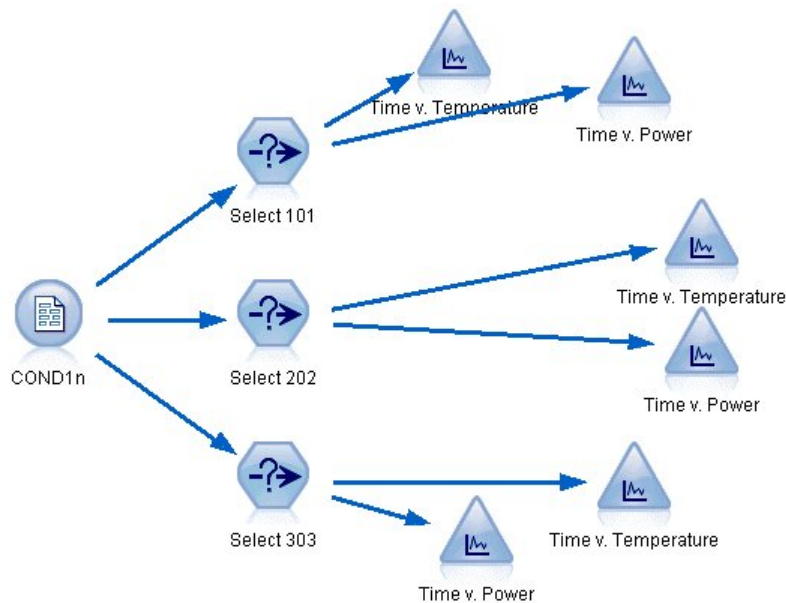 Time v. Temperature
Time v. Power
Select 101
Time v. Temperature
COND1n
Select 202
Time v. Power
Select 303
Time v. Temperature
Time v. Power